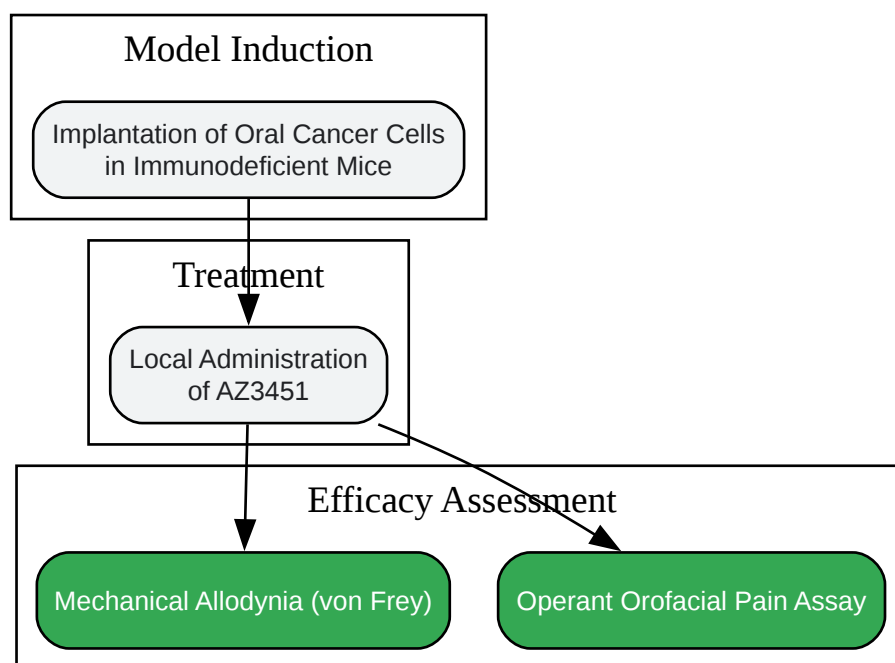 Model Induction
Implantation of Oral Cancer Cells
in Immunodeficient Mice
Treatment
Local Administration
of AZ3451
Efficacy Assessment
Mechanical Allodynia (von Frey)
Operant Orofacial Pain Assay